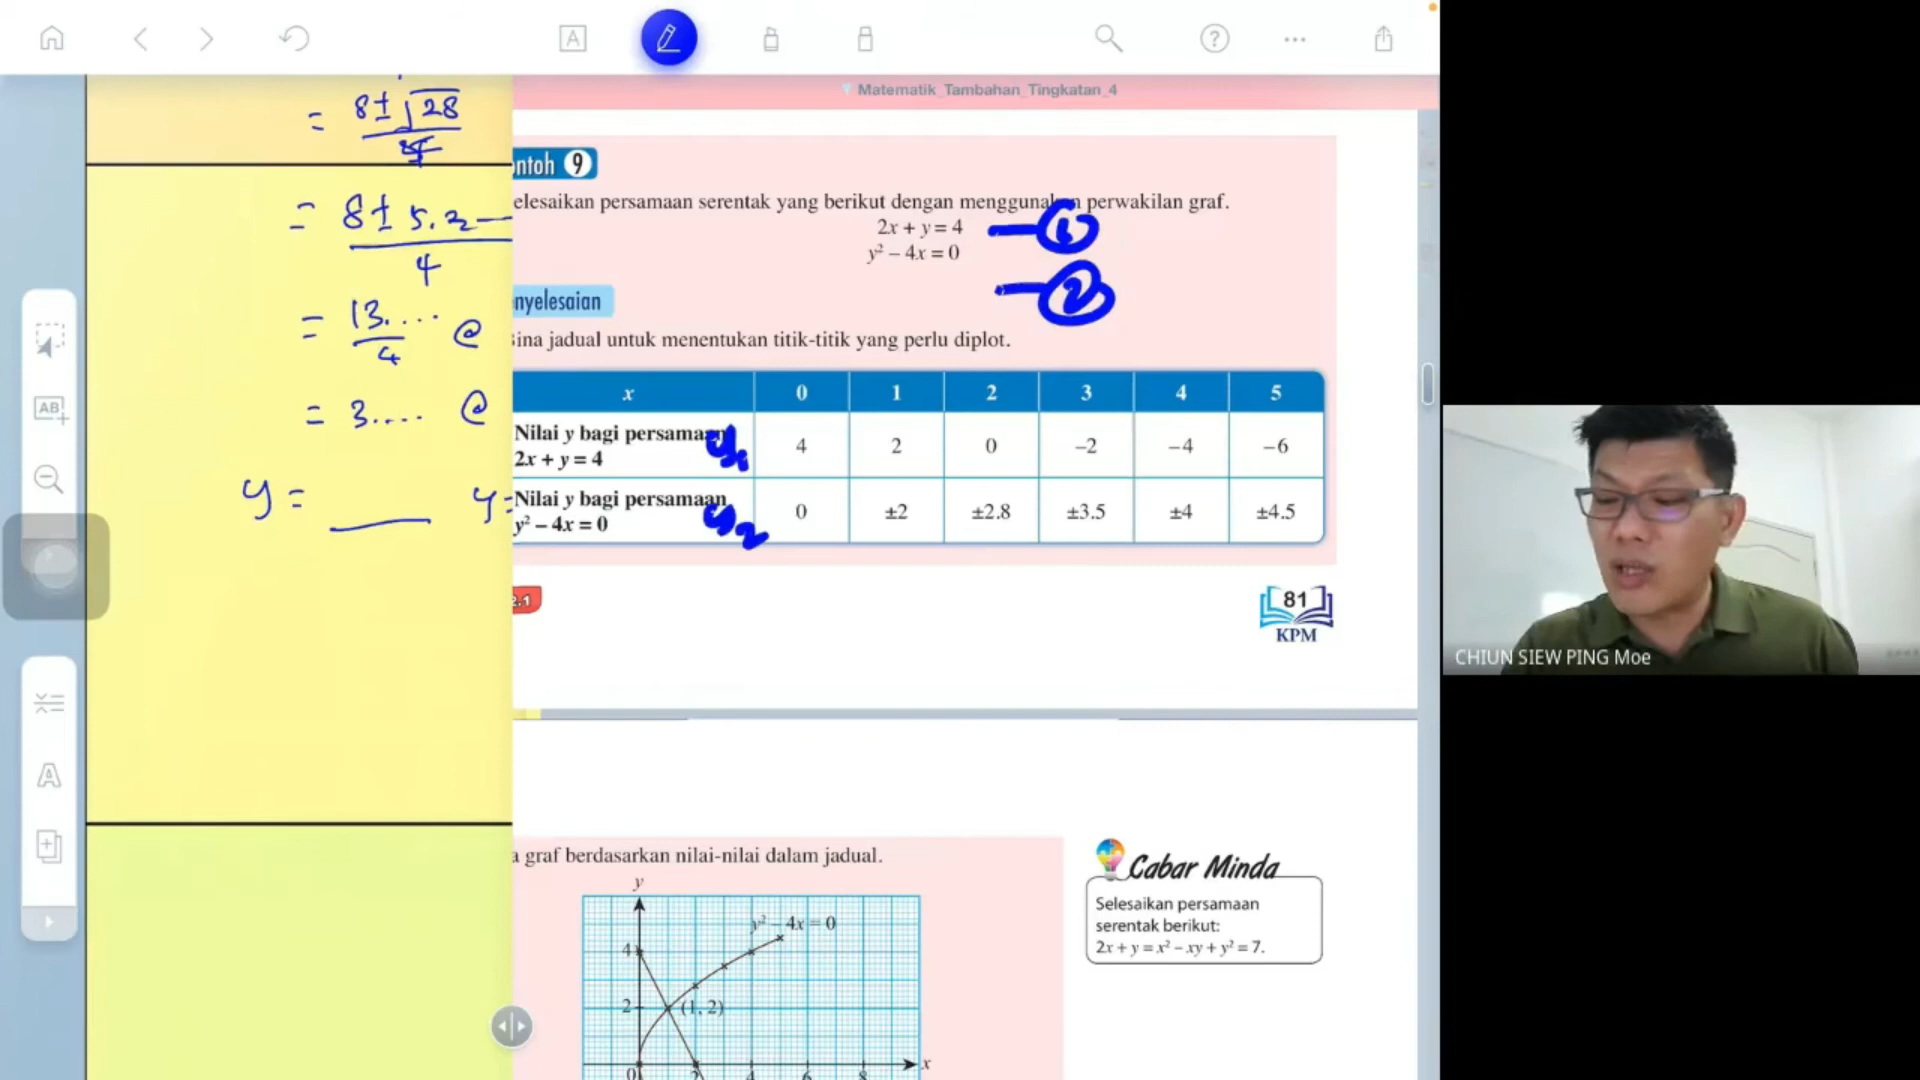 Matematik_Tambahan_Tingkatan_4
= 8 ± √28
= 8 ± 5.2
4
= 13.... @
4
= 3.... @
y = y =
ntoh 9
elesaikan persamaan serentak yang berikut dengan menggunakan perwakilan graf.
2x + y = 4 — 1
y² – 4x = 0
— 2
nyelesaian
ina jadual untuk menentukan titik-titik yang perlu diplot.
x 0 1 2 3 4 5
Nilai y bagi persamaan y₁
2x + y = 4 4 2 0 –2 –4 –6
Nilai y bagi persamaan y₂
y² – 4x = 0 0 ±2 ±2.8 ±3.5 ±4 ±4.5
2.1
81
KPM
a graf berdasarkan nilai-nilai dalam jadual.
y
y² – 4x = 0
4
2 (1, 2)
x
0 2 4 6 8
Cabar Minda
Selesaikan persamaan
serentak berikut:
2x + y = x² – xy + y² = 7.
CHIUN SIEW PING Moe